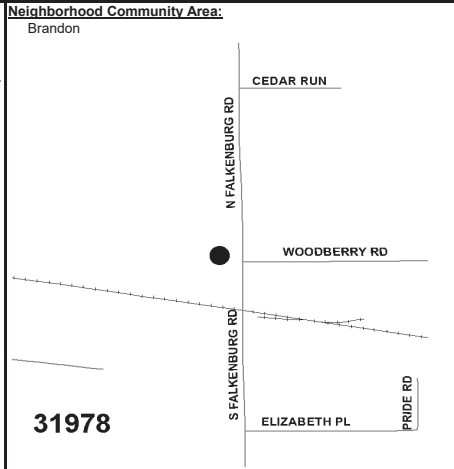 Neighborhood Community Area:
Brandon
CEDAR RUN
N FALKENBURG RD
WOODBERRY RD
S FALKENBURG RD
PRIDE RD
31978
ELIZABETH PL